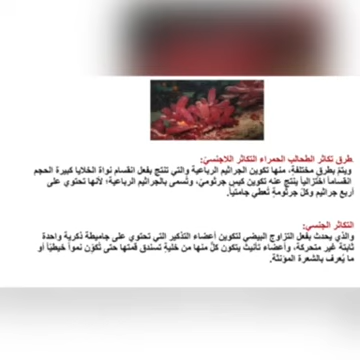 طرق تكاثر الطحالب الحمراء التكاثر اللاجنسي:
ويتم بطرق مختلفة، منها تكوين الجراثيم الرباعية والتي تنتج بفعل انقسام نواة الخلايا كبيرة الحجم
انقساماً اختزالياً ينتج عنه تكوين كيس جرثومي، وتسمى بالجراثيم الرباعية؛ لأنها تحتوي على
أربع جراثيم وكل جرثومة تعطي جاميتاً.
التكاثر الجنسي:
والذي يحدث بفعل التزاوج البيضي لتكوين أعضاء التذكير التي تحتوي على جاميطة ذكرية واحدة
ثابتة غير متحركة، وأعضاء تأنيث يتكون كل منها من خلية تستدق قمتها حتى تكون نمواً خيطياً أو
ما يُعرف بالشعرة المؤنثة.